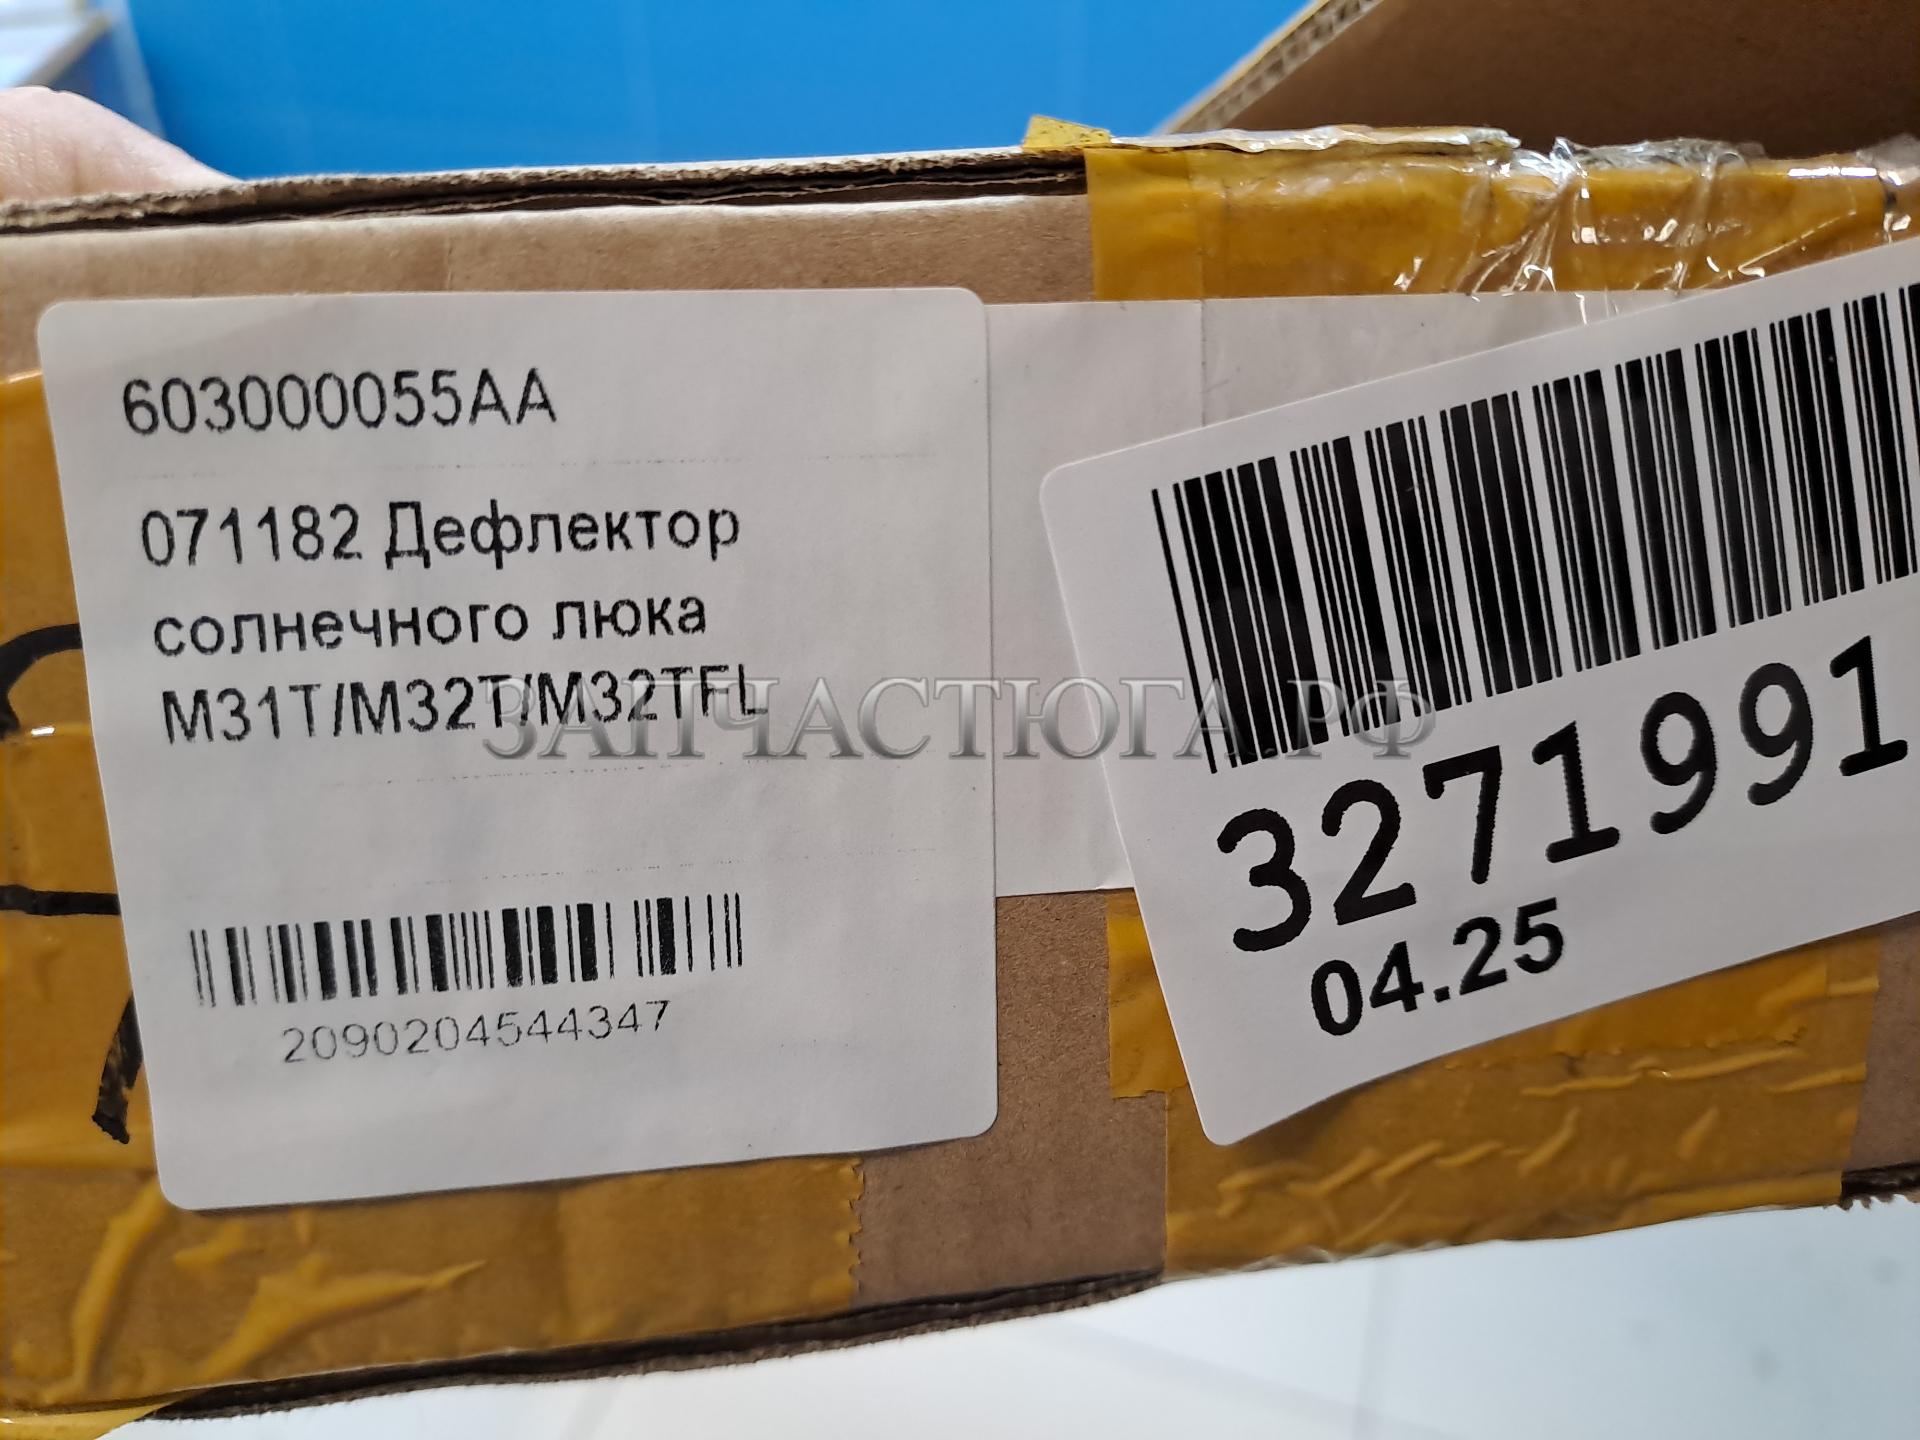 603000055AA
071182 Дефлектор
солнечного люка
M31T/M32T/M32TFL
2090204544347
ЗАПЧАСТЮГА.РФ
3271991
04.25